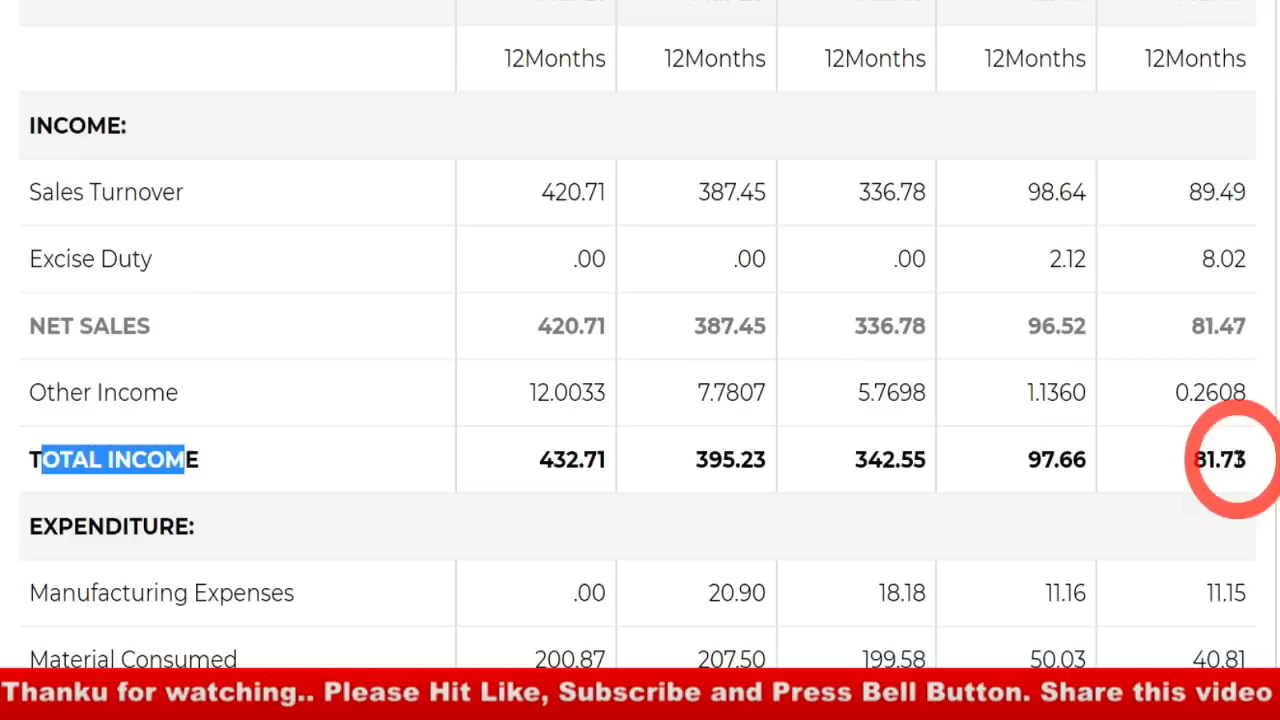 12Months 12Months 12Months 12Months 12Months
INCOME:
Sales Turnover 420.71 387.45 336.78 98.64 89.49
Excise Duty .00 .00 .00 2.12 8.02
NET SALES 420.71 387.45 336.78 96.52 81.47
Other Income 12.0033 7.7807 5.7698 1.1360 0.2608
TOTAL INCOME 432.71 395.23 342.55 97.66 81.73
EXPENDITURE:
Manufacturing Expenses .00 20.90 18.18 11.16 11.15
Material Consumed 200.87 207.50 199.58 50.03 40.81
Thanku for watching.. Please Hit Like, Subscribe and Press Bell Button. Share this video